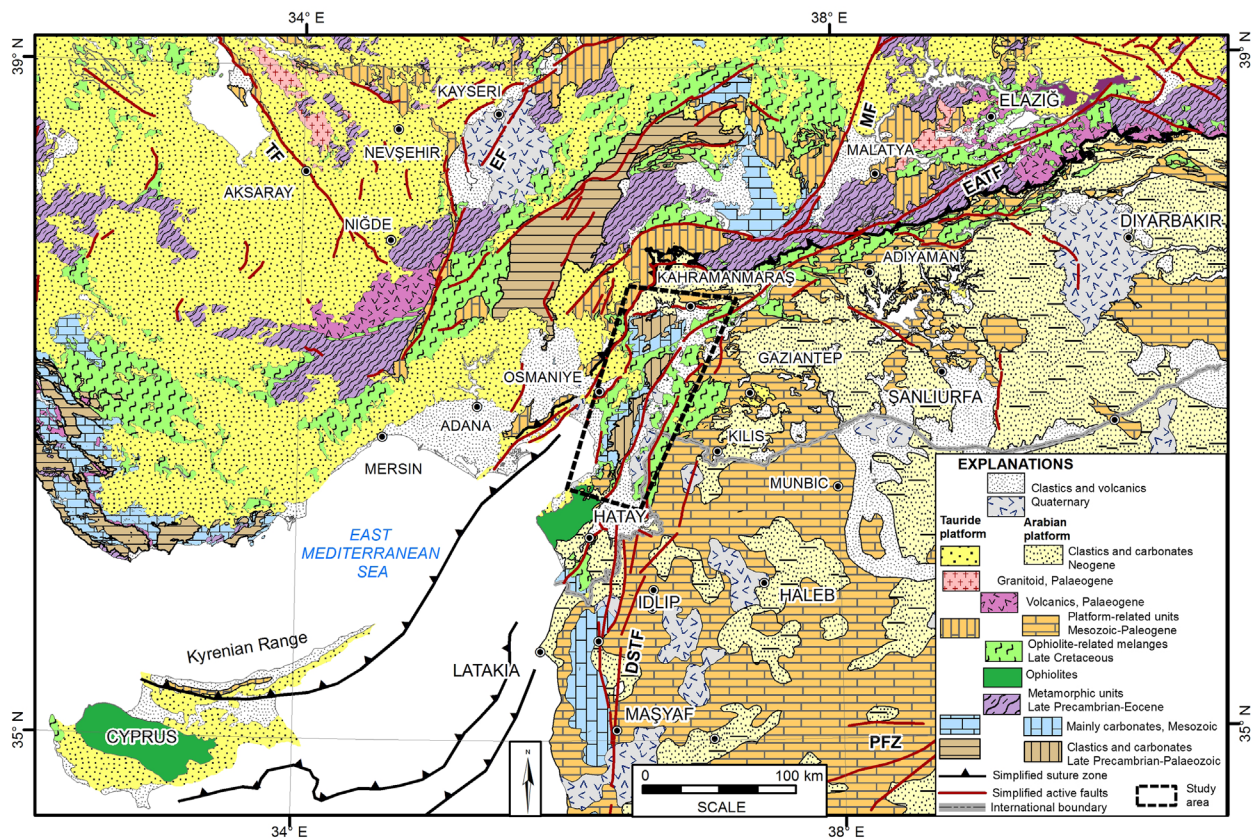 34° E
38° E
39° N
39° N
KAYSERI
ELAZIĞ
MF
TF
NEVŞEHIR
EF
MALATYA
AKSARAY
EATF
NIĞDE
DIYARBAKIR
ADIYAMAN
KAHRAMANMARAŞ
GAZIANTEP
OSMANIYE
ŞANLIURFA
ADANA
KILIS
MERSIN
MUNBIC
HATAY
EAST
MEDITERRANEAN
SEA
IDLIP
HALEB
Kyrenian Range
LATAKIA
DSTF
MAŞYAF
CYPRUS
PFZ
35° N
35° N
N
0 100 km
SCALE
34° E
38° E
EXPLANATIONS
Clastics and volcanics
Quaternary
Tauride
platform
Arabian
platform
Clastics and carbonates
Neogene
Granitoid, Palaeogene
Volcanics, Palaeogene
Platform-related units
Mesozoic-Paleogene
Ophiolite-related melanges
Late Cretaceous
Ophiolites
Metamorphic units
Late Precambrian-Eocene
Mainly carbonates, Mesozoic
Clastics and carbonates
Late Precambrian-Palaeozoic
Simplified suture zone
Simplified active faults
International boundary
Study
area